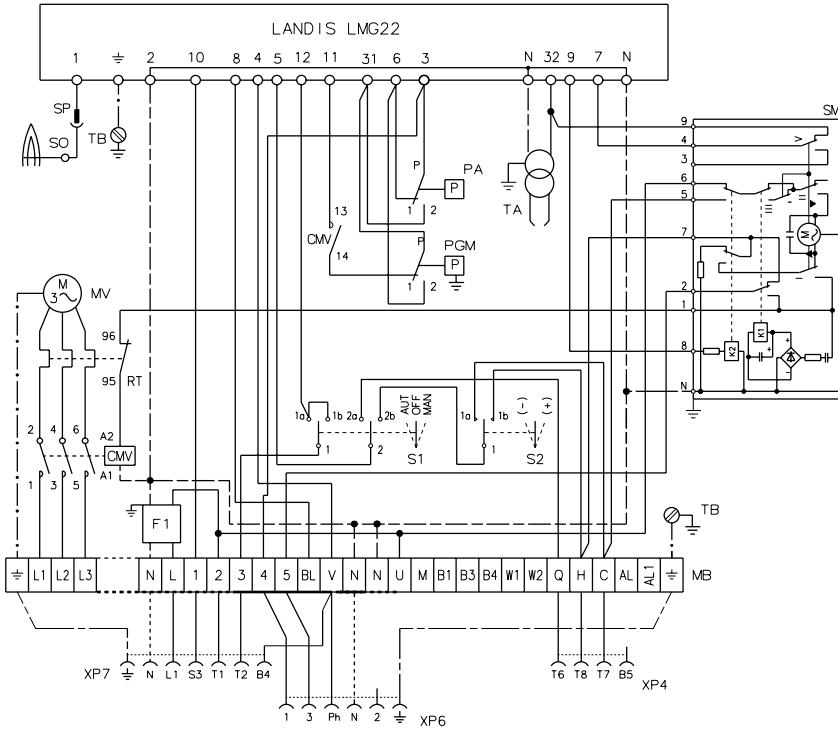 LANDIS LMG22
1 2 10 8 4 5 12 11 31 6 3 N 32 9 7 N
SP
SO
TB
SM
9
4
3
6
5
7
2
1
8
N
P
P PA
1 2
TA
13
CMV
14
P
P PGM
1 2
V
M
K2
K1
+
-
+
M
3
MV
96
95 RT
2 4 6 A2
CMV
1 3 5 A1
1a 1b 2a 2b
AUT
OFF
MAN
1 2 S1
1a 1b
(-) (+)
1 S2
F1
TB
L1 L2 L3 N L 1 2 3 4 5 BL V N N U M B1 B3 B4 W1 W2 Q H C AL AL1 MB
XP7 N L1 S3 T1 T2 B4
T6 T8 T7 B5 XP4
1 3 Ph N 2 XP6